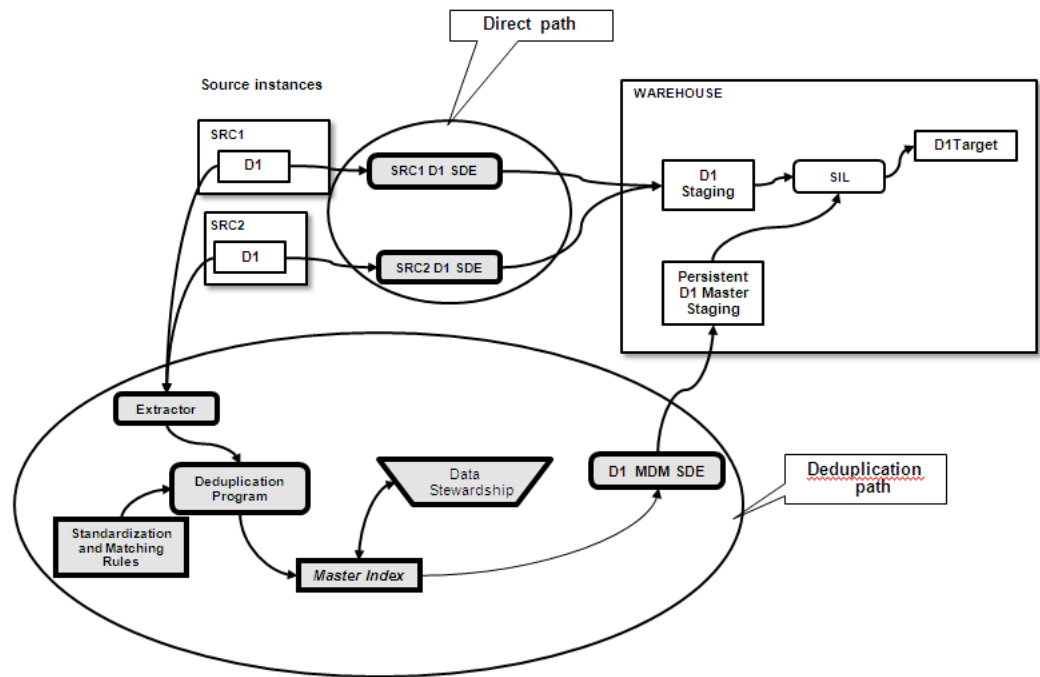 Direct path
Source instances
SRC1
D1
SRC2
D1
SRC1 D1 SDE
SRC2 D1 SDE
WAREHOUSE
D1
Staging
SIL
D1Target
Persistent
D1 Master
Staging
Extractor
Deduplication
Program
Standardization
and Matching
Rules
Data
Stewardship
Master Index
D1 MDM SDE
Deduplication
path